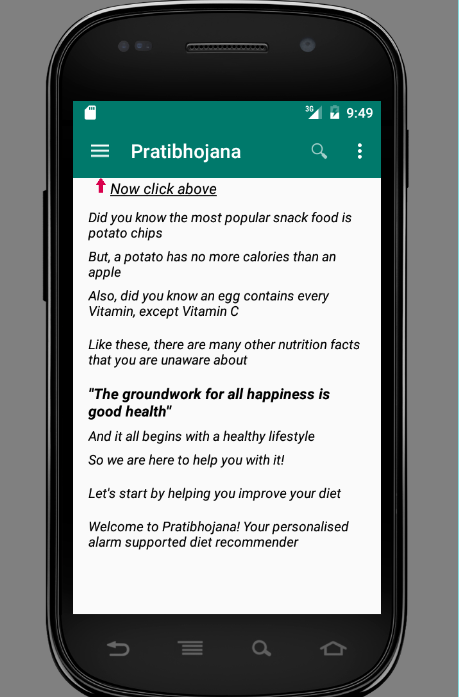 3G 9:49
Pratibhojana
Now click above
Did you know the most popular snack food is
potato chips
But, a potato has no more calories than an
apple
Also, did you know an egg contains every
Vitamin, except Vitamin C
Like these, there are many other nutrition facts
that you are unaware about
"The groundwork for all happiness is
good health"
And it all begins with a healthy lifestyle
So we are here to help you with it!
Let's start by helping you improve your diet
Welcome to Pratibhojana! Your personalised
alarm supported diet recommender